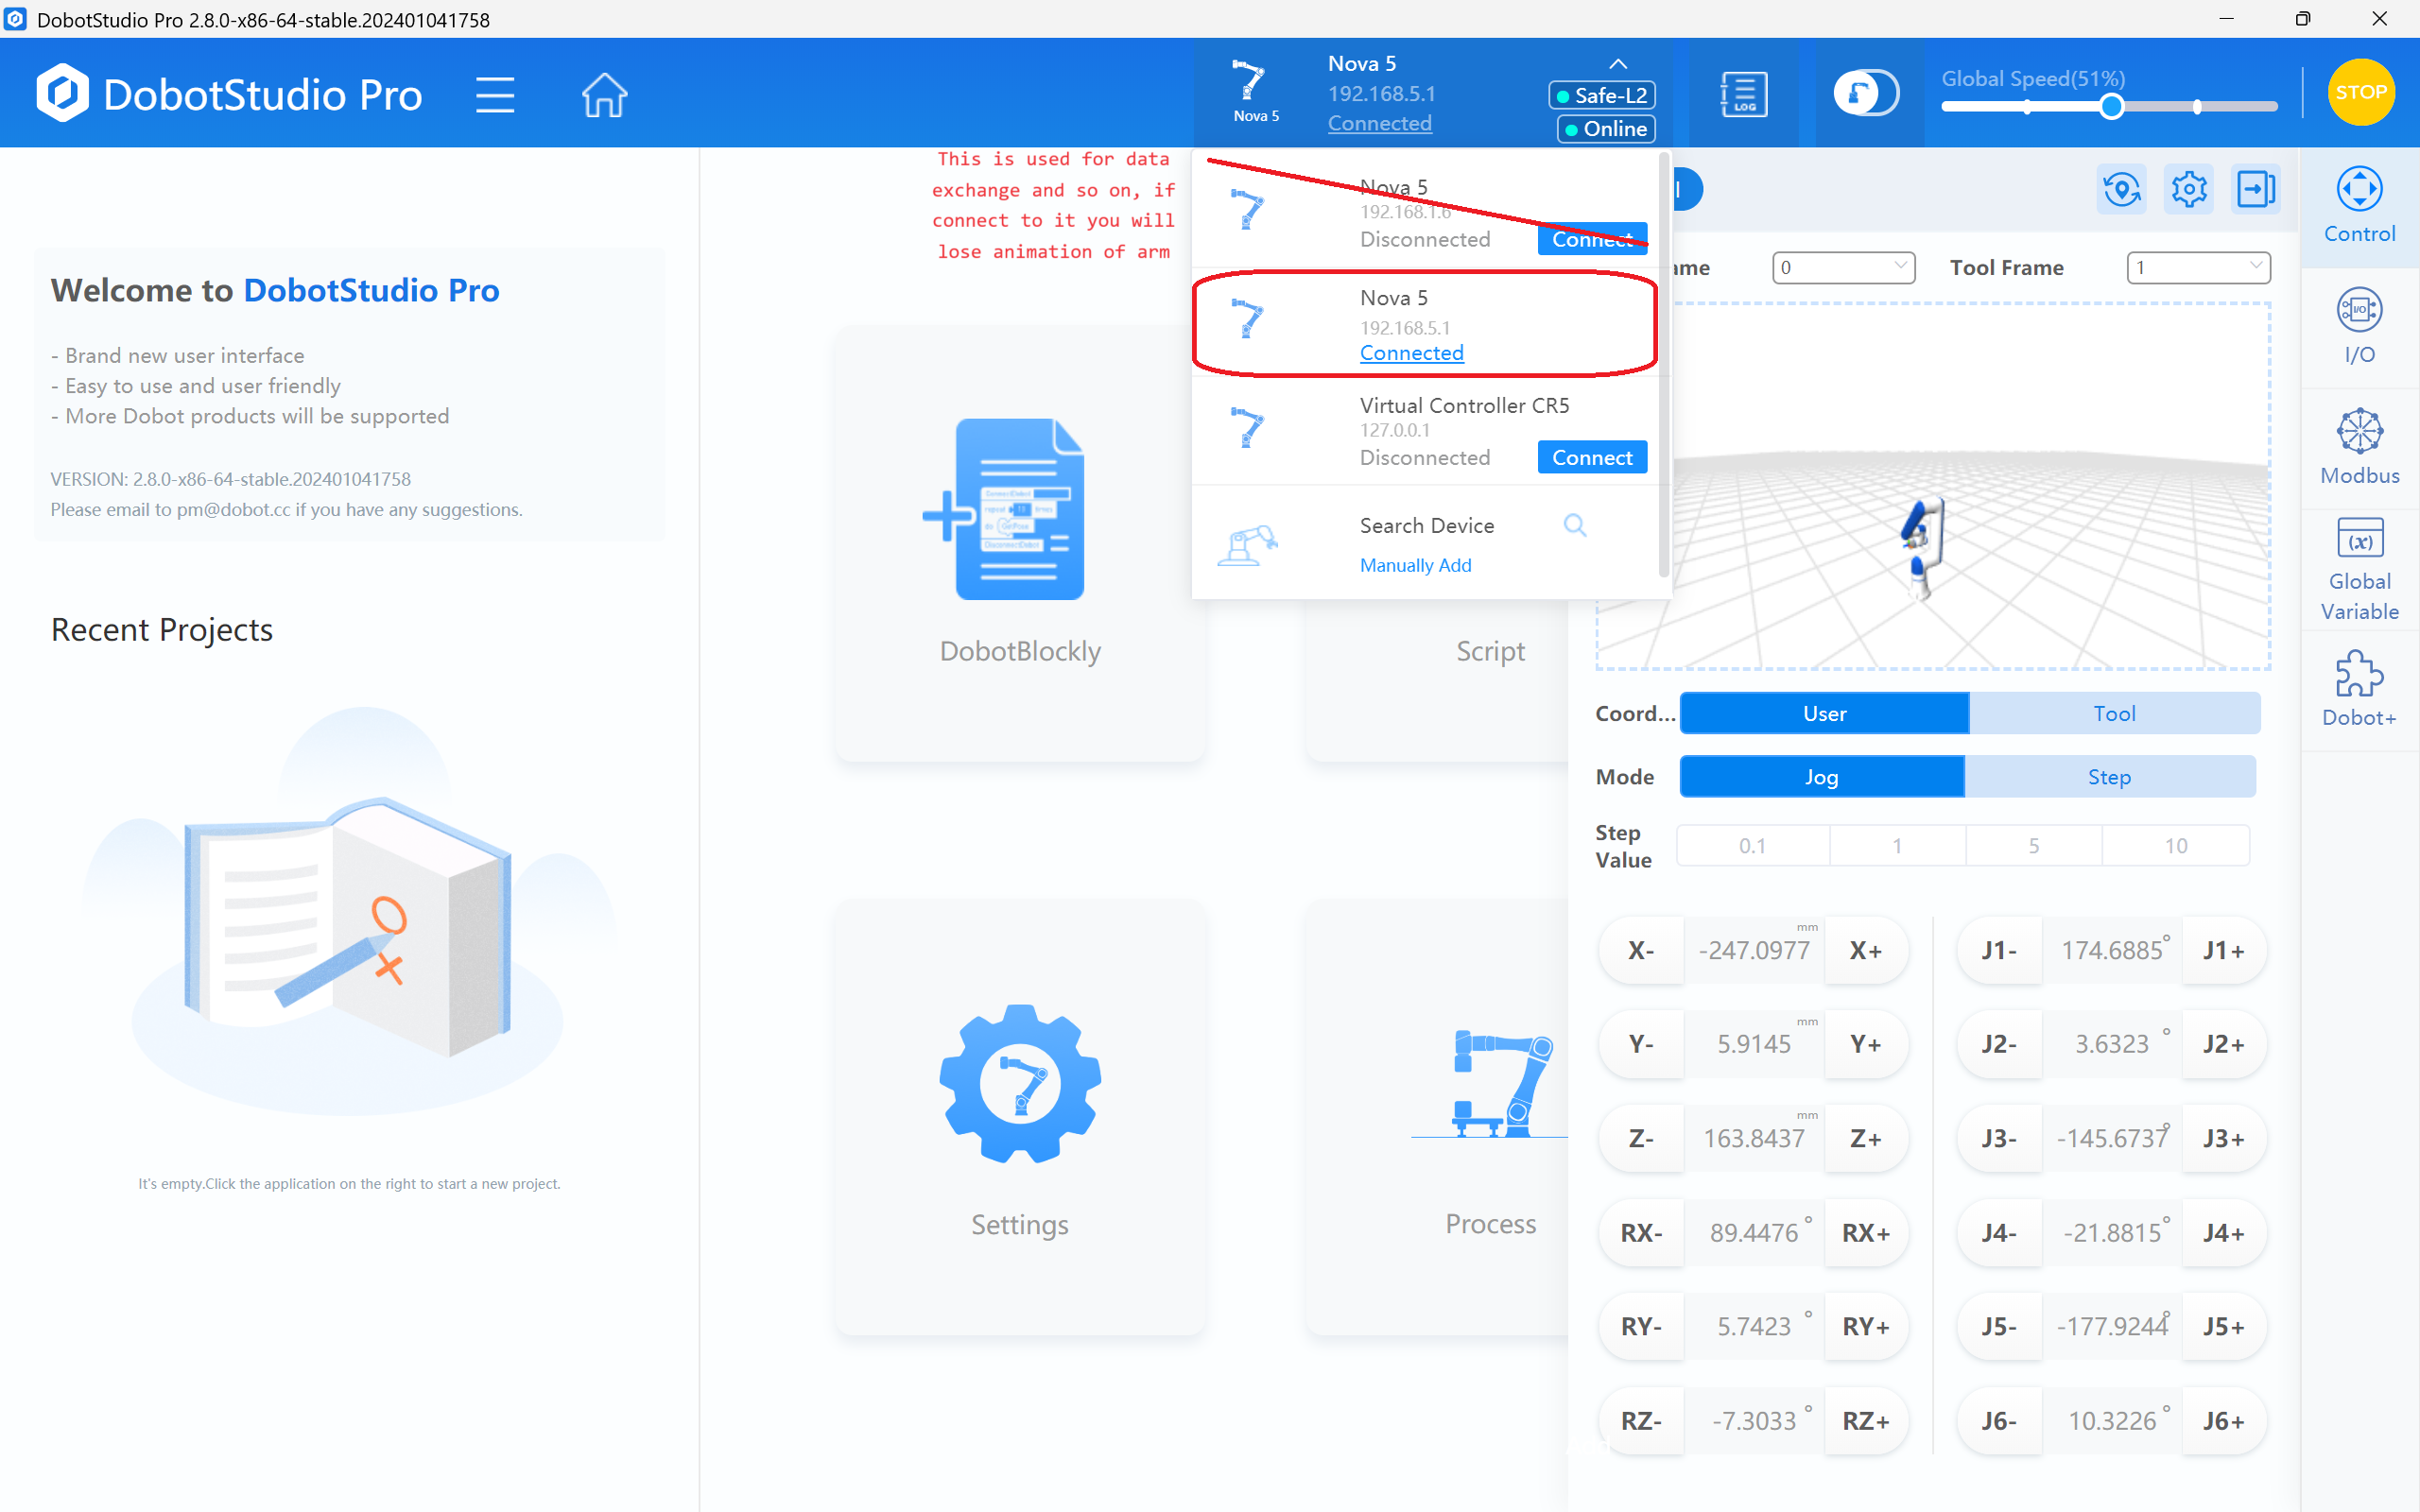 DobotStudio Pro 2.8.0-x86-64-stable.202401041758
DobotStudio Pro
Nova 5
Nova 5
192.168.5.1
Connected
Safe-L2
Online
LOG
Global Speed(51%)
STOP
This is used for data
exchange and so on, if
connect to it you will
lose animation of arm
Welcome to DobotStudio Pro
- Brand new user interface
- Easy to use and user friendly
- More Dobot products will be supported
VERSION: 2.8.0-x86-64-stable.202401041758
Please email to pm@dobot.cc if you have any suggestions.
Recent Projects
It's empty.Click the application on the right to start a new project.
Nova 5
192.168.1.6
Disconnected
Connect
Nova 5
192.168.5.1
Connected
Virtual Controller CR5
127.0.0.1
Disconnected
Connect
Search Device
Manually Add
DobotBlockly
Script
Settings
Process
ame
0
Tool Frame
1
Coord...
User
Tool
Mode
Jog
Step
Step
Value
0.1
1
5
10
X-
-247.0977
mm
X+
J1-
174.6885°
J1+
Y-
5.9145
mm
Y+
J2-
3.6323 °
J2+
Z-
163.8437
mm
Z+
J3-
-145.6737°
J3+
RX-
89.4476 °
RX+
J4-
-21.8815°
J4+
RY-
5.7423 °
RY+
J5-
-177.9244°
J5+
RZ-
-7.3033 °
RZ+
J6-
10.3226 °
J6+
Control
I/O
I/O
Modbus
(x)
Global
Variable
Dobot+